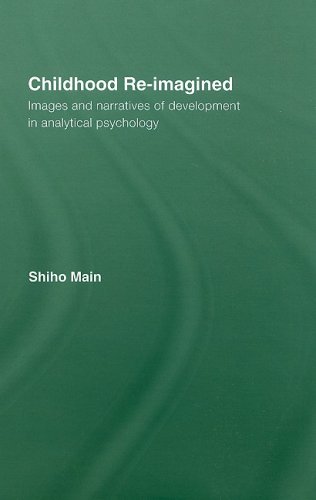 Childhood Re-imagined
Images and narratives of development
in analytical psychology
Shiho Main